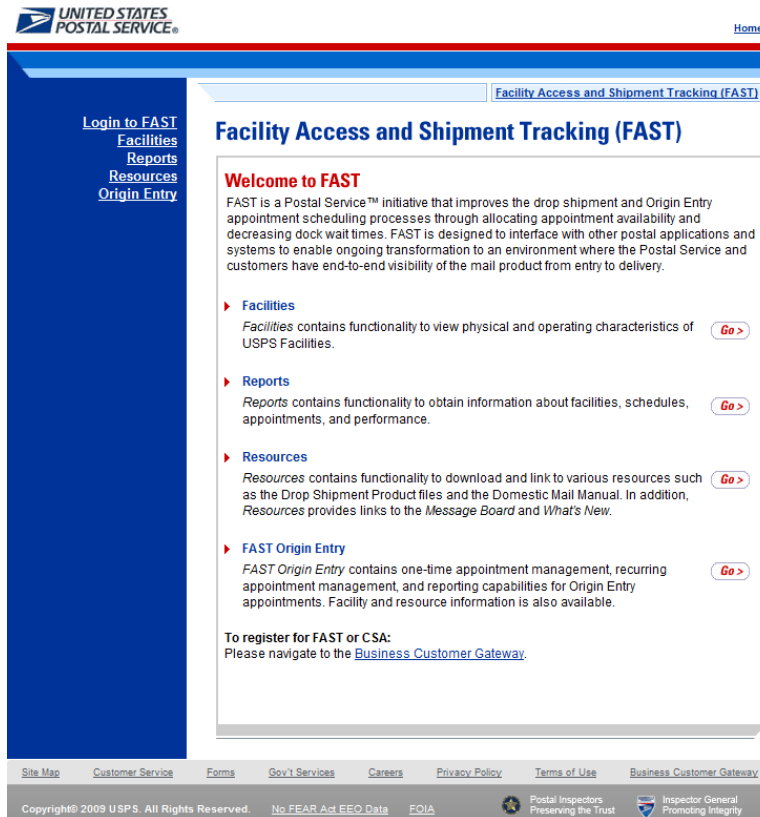 UNITED STATES
POSTAL SERVICE®
Home
Facility Access and Shipment Tracking (FAST)
Login to FAST
Facilities
Reports
Resources
Origin Entry
Facility Access and Shipment Tracking (FAST)
Welcome to FAST
FAST is a Postal Service™ initiative that improves the drop shipment and Origin Entry
appointment scheduling processes through allocating appointment availability and
decreasing dock wait times. FAST is designed to interface with other postal applications and
systems to enable ongoing transformation to an environment where the Postal Service and
customers have end-to-end visibility of the mail product from entry to delivery.
Facilities
Facilities contains functionality to view physical and operating characteristics of
USPS Facilities.
Go >
Reports
Reports contains functionality to obtain information about facilities, schedules,
appointments, and performance.
Go >
Resources
Resources contains functionality to download and link to various resources such
as the Drop Shipment Product files and the Domestic Mail Manual. In addition,
Resources provides links to the Message Board and What's New.
Go >
FAST Origin Entry
FAST Origin Entry contains one-time appointment management, recurring
appointment management, and reporting capabilities for Origin Entry
appointments. Facility and resource information is also available.
Go >
To register for FAST or CSA:
Please navigate to the Business Customer Gateway.
Site Map Customer Service Forms Gov't Services Careers Privacy Policy Terms of Use Business Customer Gateway
Copyright© 2009 USPS. All Rights Reserved. No FEAR Act EEO Data FOIA
Postal Inspectors
Preserving the Trust
Inspector General
Promoting Integrity